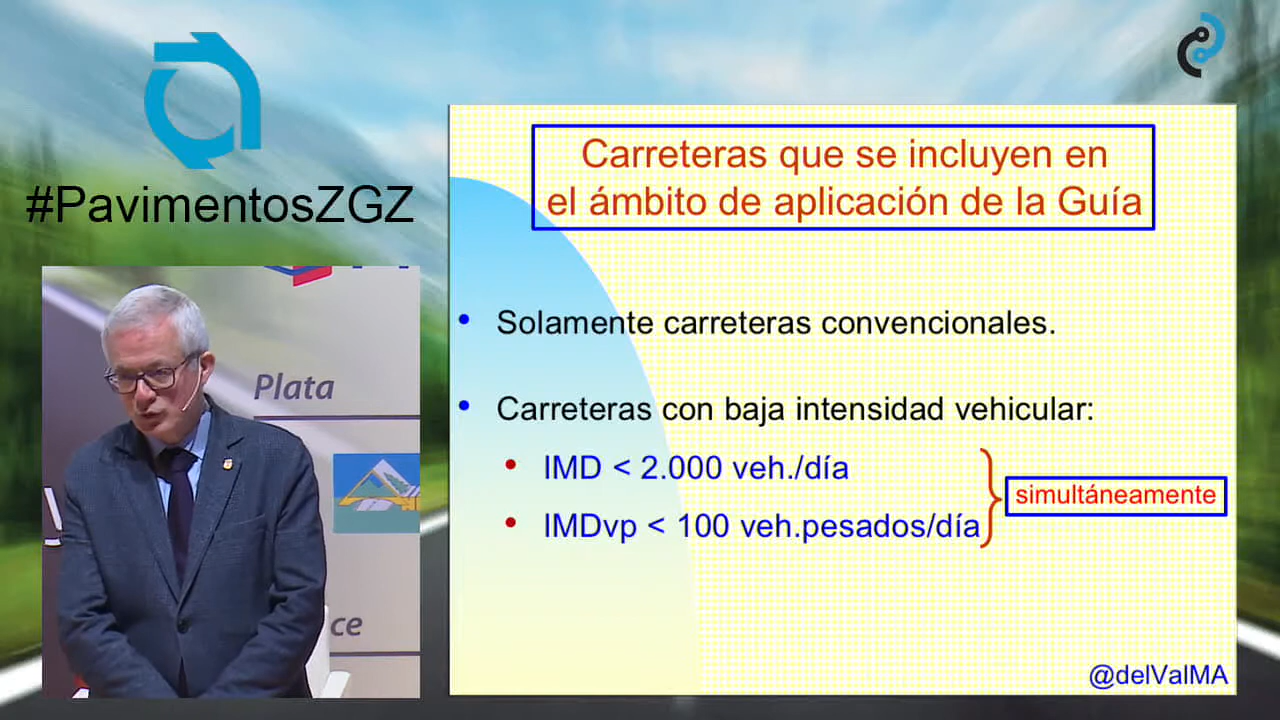 #PavimentosZGZ
Plata
ce
Carreteras que se incluyen en
el ámbito de aplicación de la Guía
• Solamente carreteras convencionales.
• Carreteras con baja intensidad vehicular:
• IMD < 2.000 veh./día
• IMDvp < 100 veh.pesados/día
simultáneamente
@delValMA